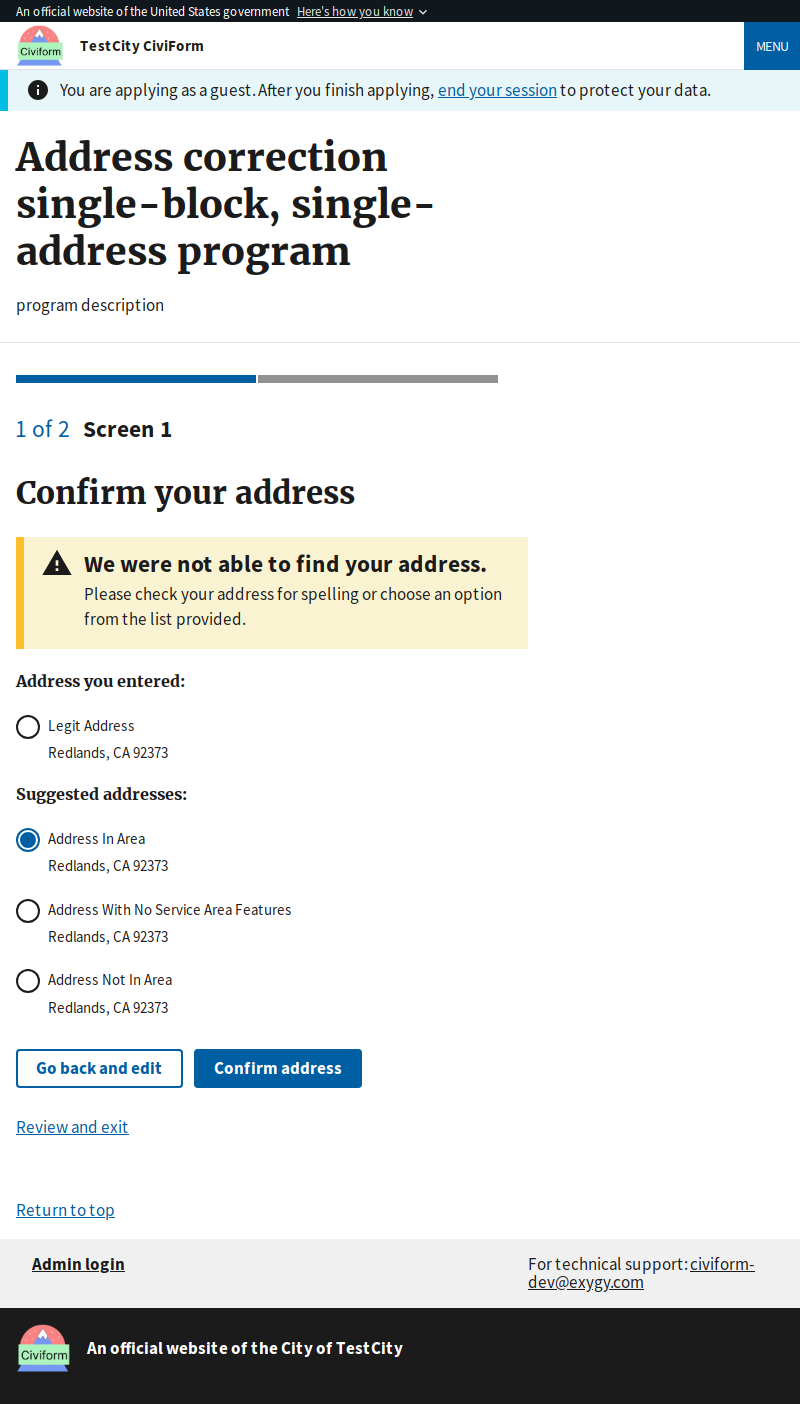 An official website of the United States government Here's how you know
Civiform
TestCity CiviForm
MENU
You are applying as a guest. After you finish applying, end your session to protect your data.
Address correction
single-block, single-
address program
program description
1 of 2 Screen 1
Confirm your address
We were not able to find your address.
Please check your address for spelling or choose an option
from the list provided.
Address you entered:
Legit Address
Redlands, CA 92373
Suggested addresses:
Address In Area
Redlands, CA 92373
Address With No Service Area Features
Redlands, CA 92373
Address Not In Area
Redlands, CA 92373
Go back and edit
Confirm address
Review and exit
Return to top
Admin login
For technical support: civiform-
dev@exygy.com
Civiform
An official website of the City of TestCity